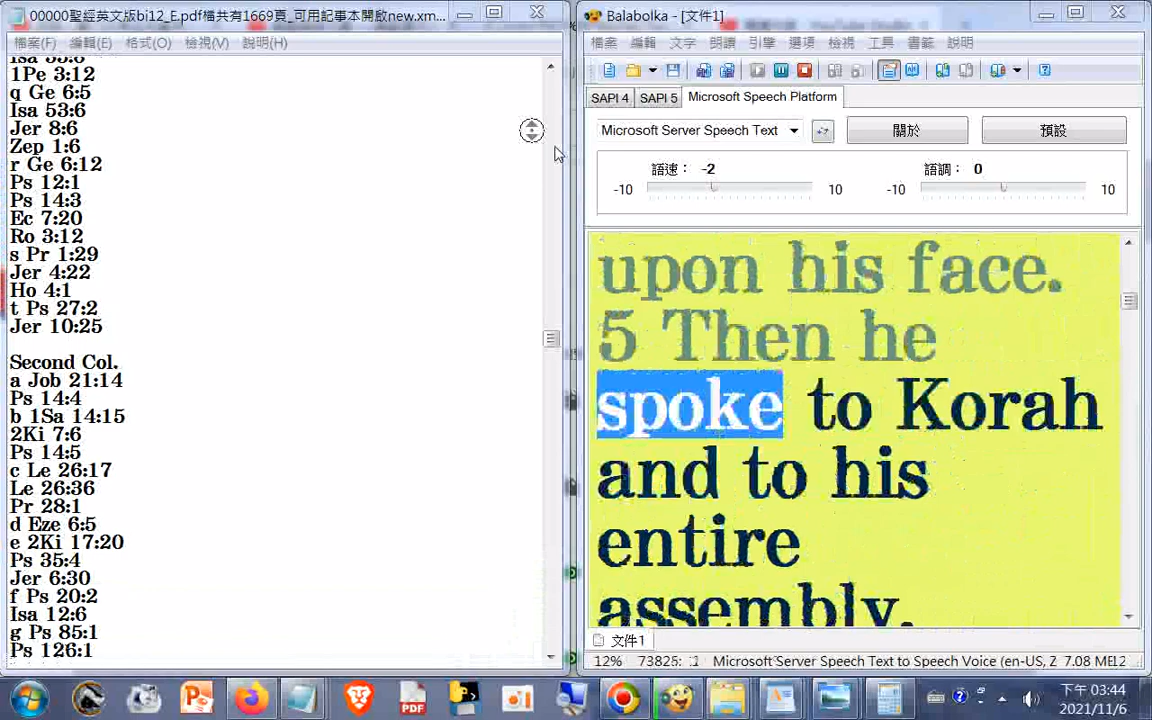 00000聖經英文版bi12_E.pdf檔共有1669頁_可用記事本開啟new.xm...
檔案(F) 編輯(E) 格式(O) 檢視(V) 說明(H)
1Pe 3:12
q Ge 6:5
Isa 53:6
Jer 8:6
Zep 1:6
r Ge 6:12
Ps 12:1
Ps 14:3
Ec 7:20
Ro 3:12
s Pr 1:29
Jer 4:22
Ho 4:1
t Ps 27:2
Jer 10:25
Second Col.
a Job 21:14
Ps 14:4
b 1Sa 14:15
2Ki 7:6
Ps 14:5
c Le 26:17
Le 26:36
Pr 28:1
d Eze 6:5
e 2Ki 17:20
Ps 35:4
Jer 6:30
f Ps 20:2
Isa 12:6
g Ps 85:1
Ps 126:1
Balabolka - [文件1]
檔案 編輯 文字 朗讀 引擎 選項 檢視 工具 書籤 說明
SAPI 4 SAPI 5 Microsoft Speech Platform
Microsoft Server Speech Text 關於 預設
語速： -2 語調： 0
-10 10 -10 10
upon his face.
5 Then he
spoke to Korah
and to his
entire
assembly.
文件1
12% 73825: Microsoft Server Speech Text to Speech Voice (en-US, Z 7.08 ME12
PDF
下午 03:44
2021/11/6